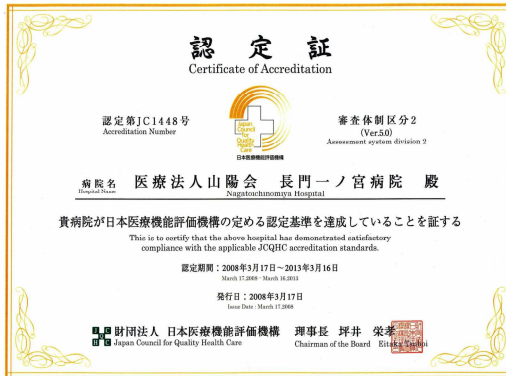 認定証
Certificate of Accreditation
認定第JC1448号
Accreditation Number
Japan
Council
for
Quality
Health
Care
日本医療機能評価機構
審査体制区分2
(Ver.5.0)
Assessment system division 2
病院名 医療法人山陽会 長門一ノ宮病院 殿
Hospital Name Nagatoichinomiya Hospital
貴病院が日本医療機能評価機構の定める認定基準を達成していることを証する
This is to certify that the above hospital has demonstrated satisfactory
compliance with the applicable JCQHC accreditation standards.
認定期間：2008年3月17日～2013年3月16日
March 17,2008 - March 16,2013
発行日：2008年3月17日
Issue Date : March 17,2008
JCQHC 財団法人 日本医療機能評価機構 理事長 坪井 栄孝
Japan Council for Quality Health Care Chairman of the Board Eitaka Tsuboi